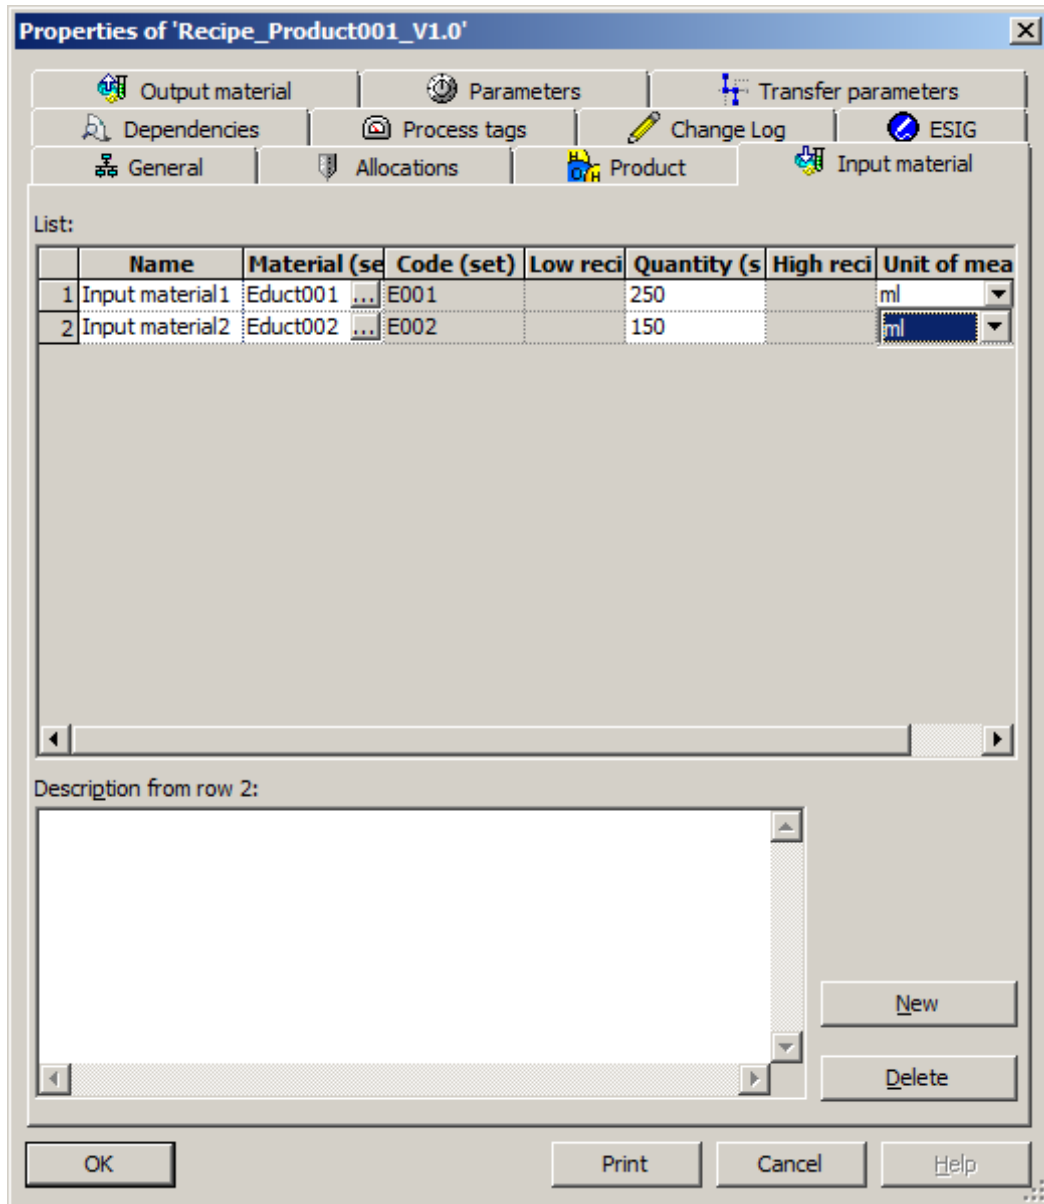 Properties of 'Recipe_Product001_V1.0'
Output material Parameters Transfer parameters
Dependencies Process tags Change Log ESIG
General Allocations Product Input material
List:
Name Material (se Code (set) Low reci Quantity (s High reci Unit of mea
1 Input material1 Educt001 ... E001 250 ml
2 Input material2 Educt002 ... E002 150 ml
Description from row 2:
New
Delete
OK Print Cancel Help